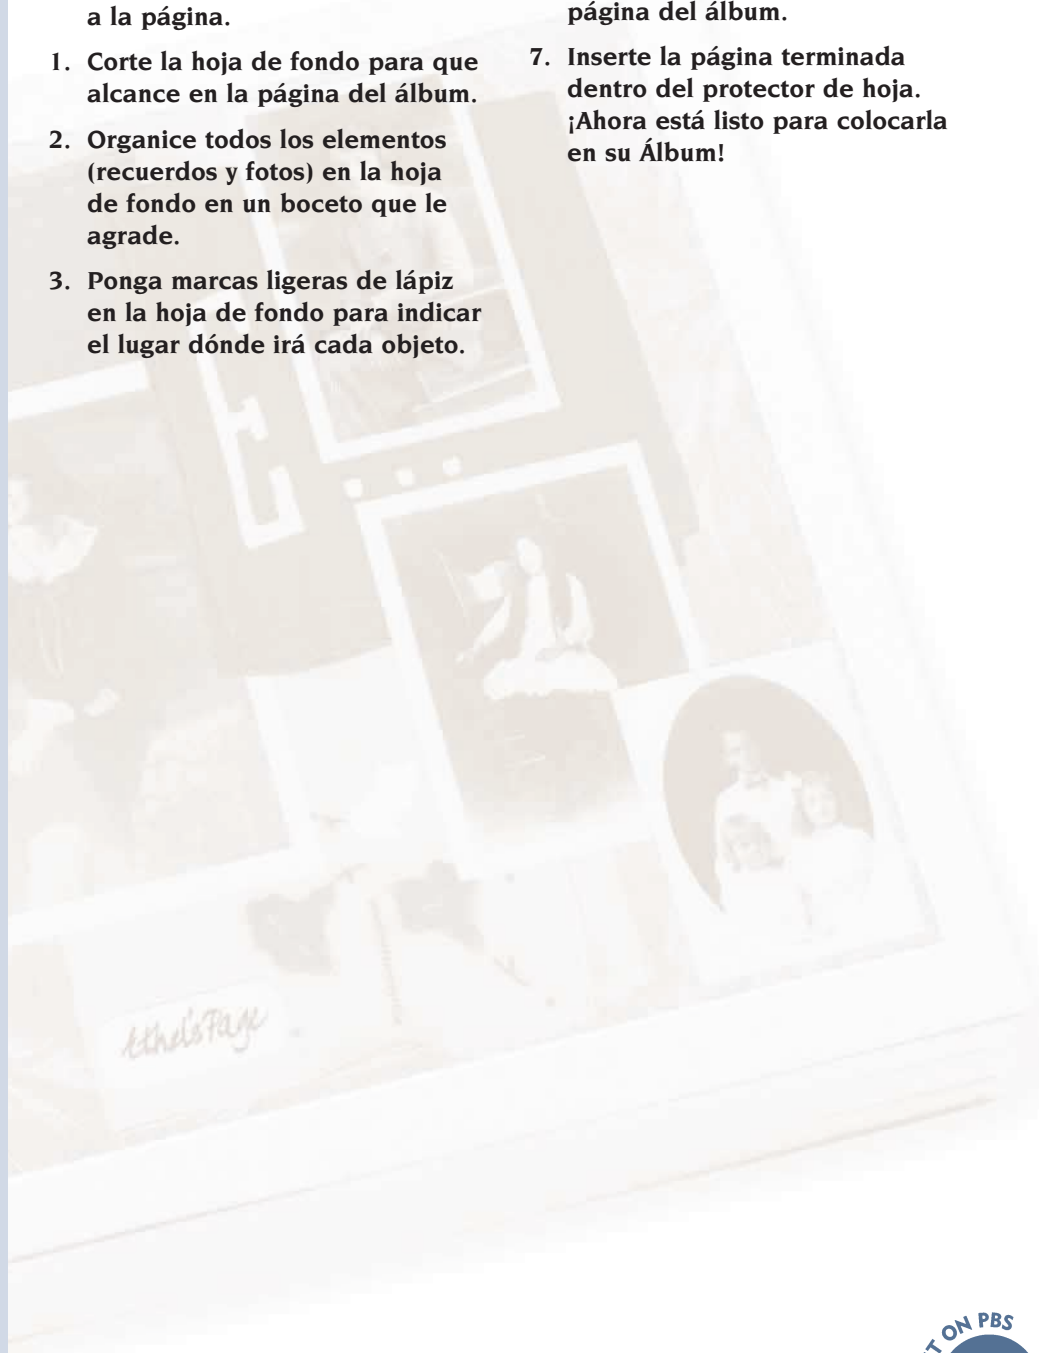 a la página.
1. Corte la hoja de fondo para que
alcance en la página del álbum.
2. Organice todos los elementos
(recuerdos y fotos) en la hoja
de fondo en un boceto que le
agrade.
3. Ponga marcas ligeras de lápiz
en la hoja de fondo para indicar
el lugar dónde irá cada objeto.
página del álbum.
7. Inserte la página terminada
dentro del protector de hoja.
¡Ahora está listo para colocarla
en su Álbum!
Ethel's Page
ON PBS